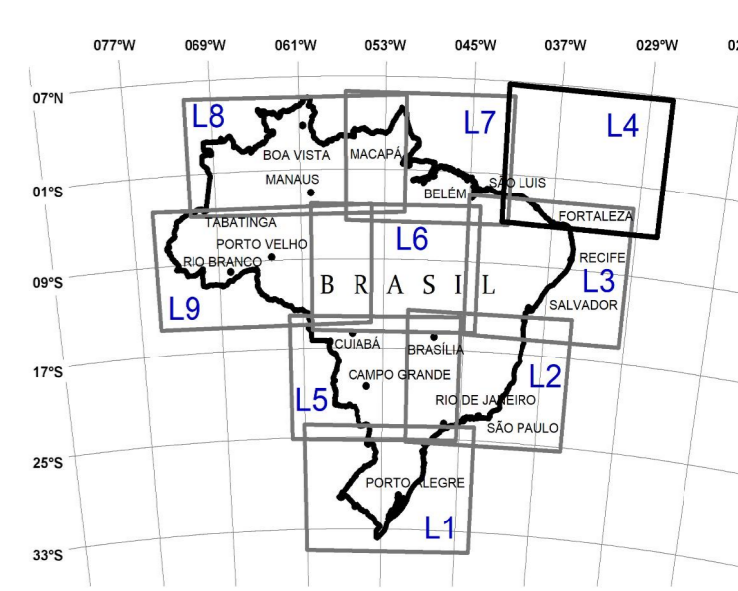 077°W 069°W 061°W 053°W 045°W 037°W 029°W
07°N
L8 L7 L4
BOA VISTA MACAPÁ
MANAUS
SÃO LUIS
01°S
BELÉM
TABATINGA
FORTALEZA
PORTO VELHO L6
RIO BRANCO
RECIFE
09°S
BRASIL
L3
L9
SALVADOR
CUIABÁ
BRASÍLIA
17°S
CAMPO GRANDE
L2
L5
RIO DE JANEIRO
SÃO PAULO
25°S
PORTO ALEGRE
L1
33°S